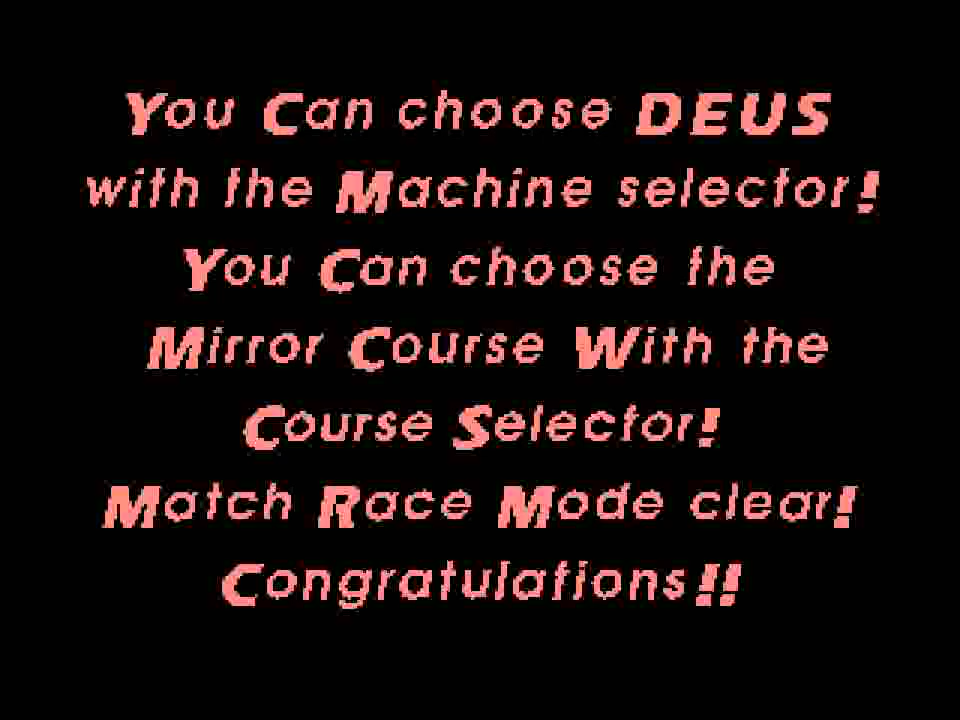 You Can choose DEUS
with the Machine selector!
You Can choose the
Mirror Course With the
Course Selector!
Match Race Mode clear!
Congratulations!!